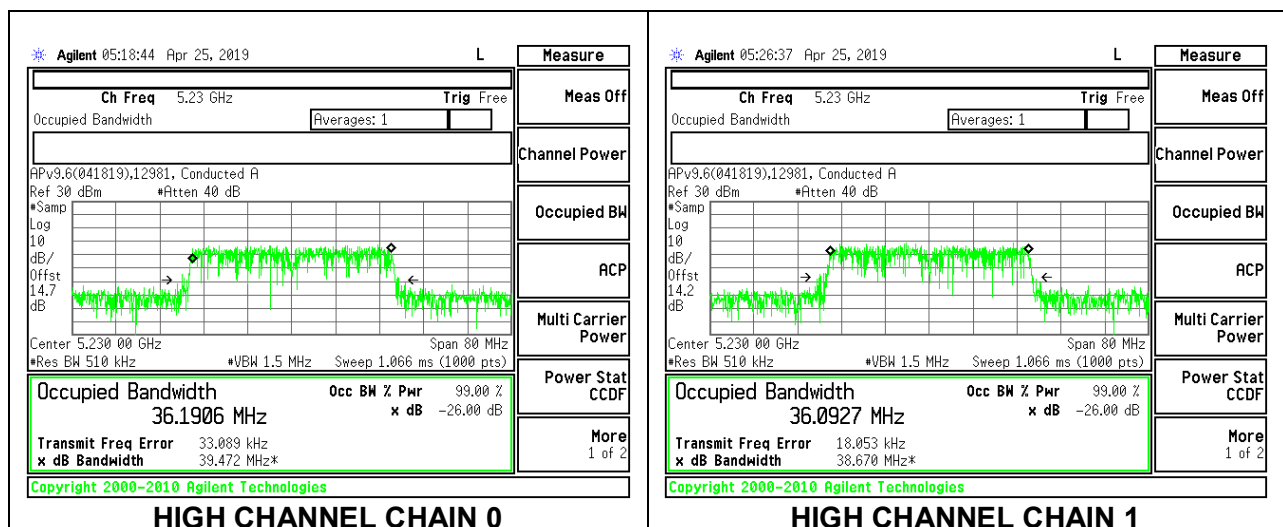 Agilent 05:18:44 Apr 25, 2019 L
Measure
Ch Freq 5.23 GHz Trig Free
Meas Off
Occupied Bandwidth Averages: 1
Channel Power
APv9.6(041819),12981, Conducted A
Ref 30 dBm #Atten 40 dB
#Samp
Occupied BW
Log
10
dB/
ACP
Offst
14.7
dB
Multi Carrier
Power
Center 5.230 00 GHz Span 80 MHz
#Res BW 510 kHz #VBW 1.5 MHz Sweep 1.066 ms (1000 pts)
Power Stat
CCDF
Occupied Bandwidth Occ BW % Pwr 99.00 %
36.1906 MHz x dB -26.00 dB
More
1 of 2
Transmit Freq Error 33.089 kHz
x dB Bandwidth 39.472 MHz*
Copyright 2000-2010 Agilent Technologies
HIGH CHANNEL CHAIN 0
Agilent 05:26:37 Apr 25, 2019 L
Measure
Ch Freq 5.23 GHz Trig Free
Meas Off
Occupied Bandwidth Averages: 1
Channel Power
APv9.6(041819),12981, Conducted A
Ref 30 dBm #Atten 40 dB
#Samp
Occupied BW
Log
10
dB/
ACP
Offst
14.2
dB
Multi Carrier
Power
Center 5.230 00 GHz Span 80 MHz
#Res BW 510 kHz #VBW 1.5 MHz Sweep 1.066 ms (1000 pts)
Power Stat
CCDF
Occupied Bandwidth Occ BW % Pwr 99.00 %
36.0927 MHz x dB -26.00 dB
More
1 of 2
Transmit Freq Error 18.053 kHz
x dB Bandwidth 38.670 MHz*
Copyright 2000-2010 Agilent Technologies
HIGH CHANNEL CHAIN 1